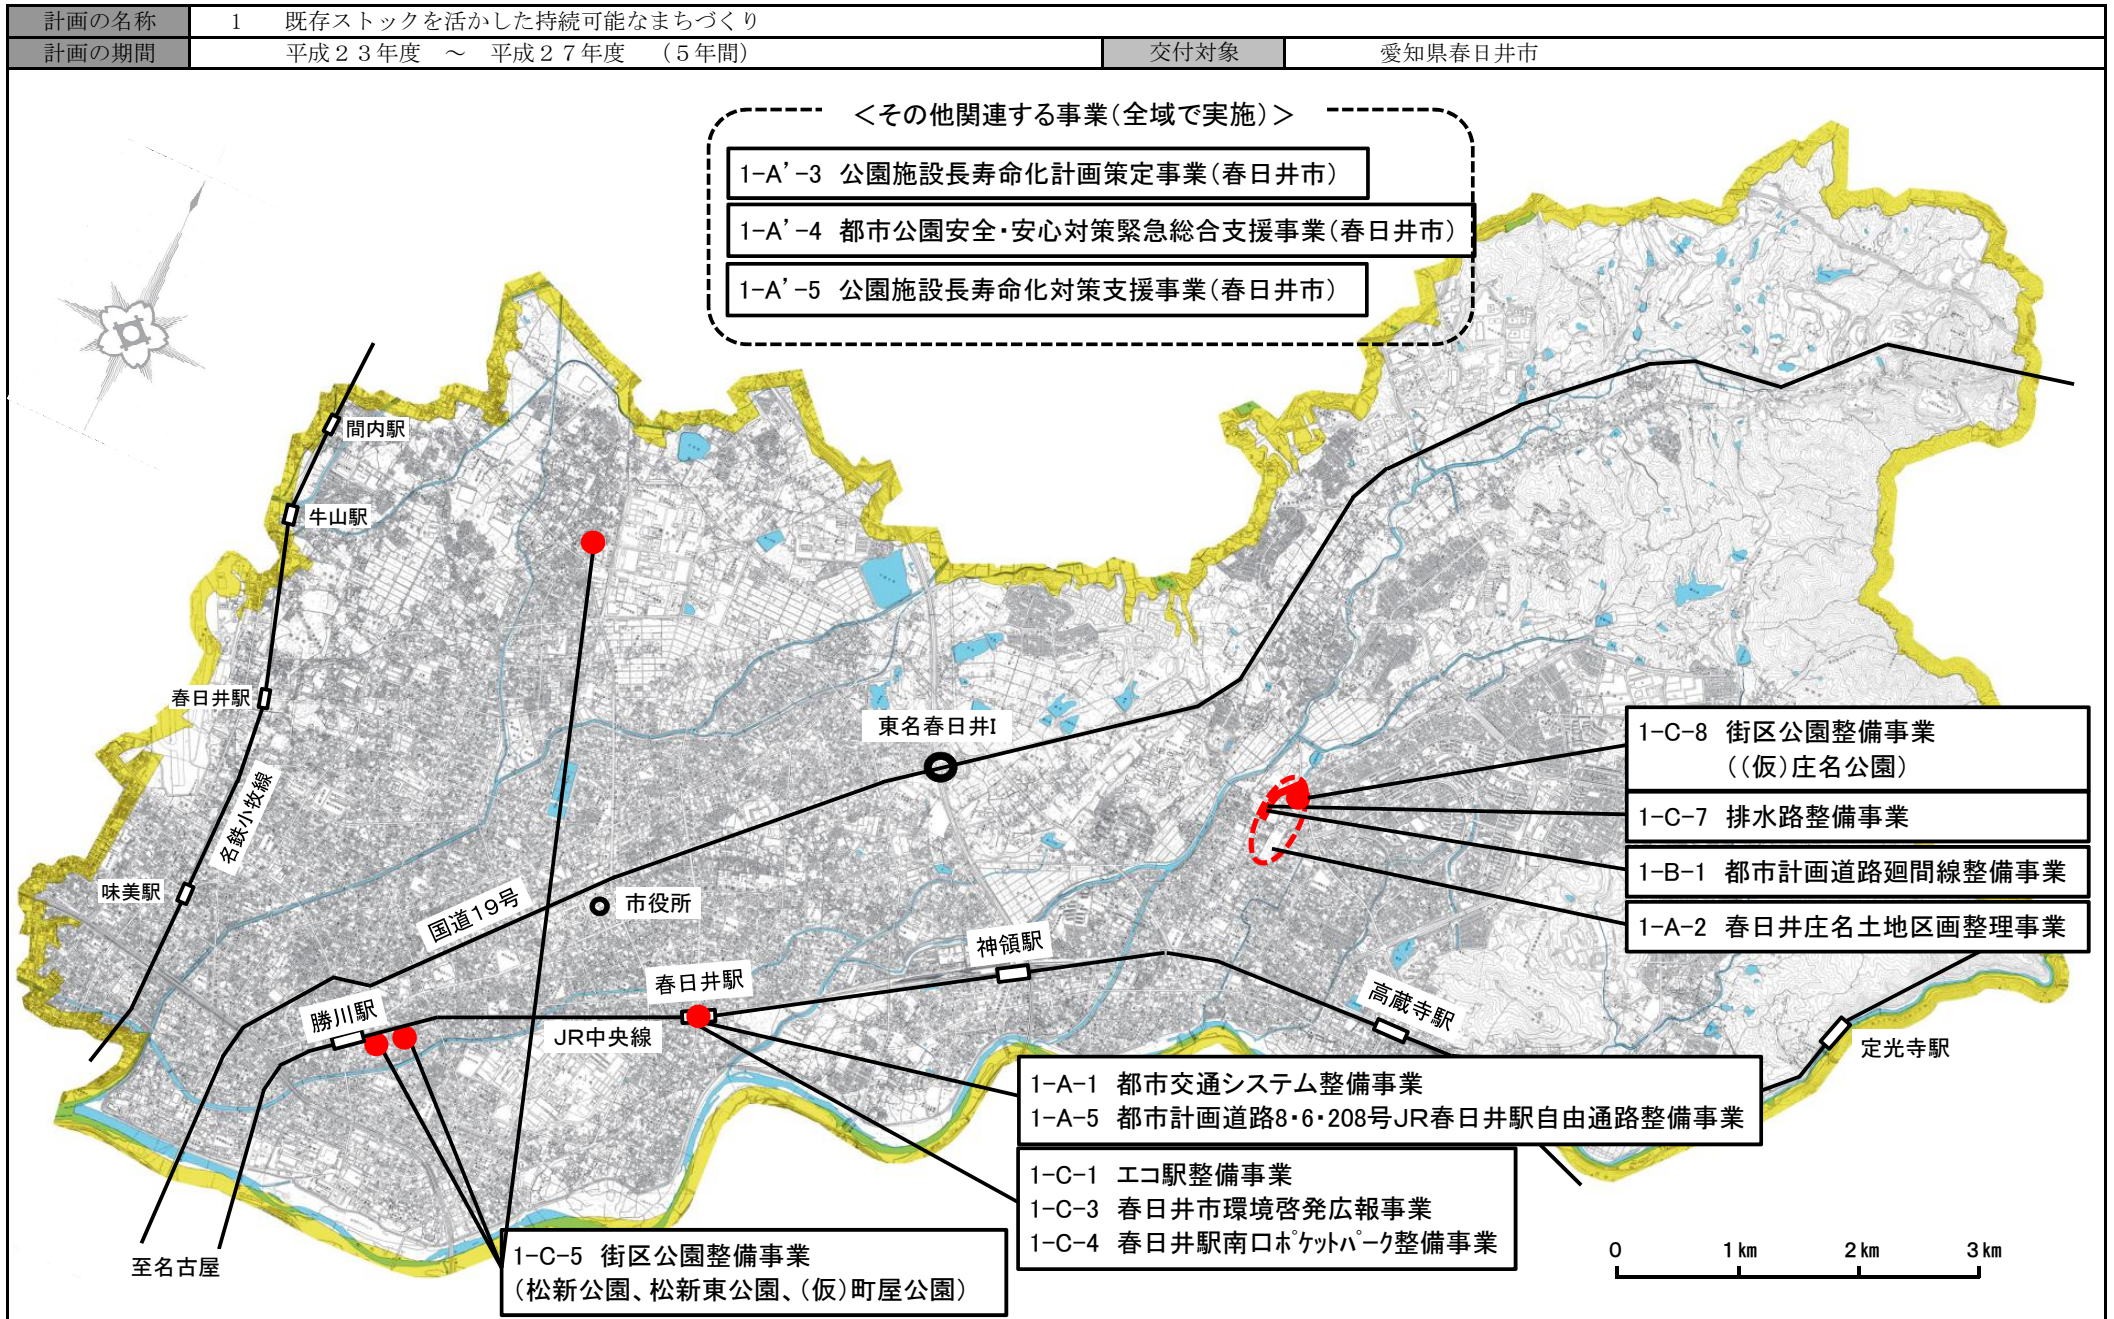 計画の名称 1 既存ストックを活かした持続可能なまちづくり
計画の期間 平成23年度 ～ 平成27年度 (5年間) 交付対象 愛知県春日井市
＜その他関連する事業(全域で実施)＞
1-A’-3 公園施設長寿命化計画策定事業(春日井市)
1-A’-4 都市公園安全・安心対策緊急総合支援事業(春日井市)
1-A’-5 公園施設長寿命化対策支援事業(春日井市)
間内駅
牛山駅
春日井駅
名鉄小牧線
味美駅
東名春日井I
国道19号
市役所
神領駅
春日井駅
勝川駅
JR中央線
高蔵寺駅
定光寺駅
至名古屋
1-C-8 街区公園整備事業
((仮)庄名公園)
1-C-7 排水路整備事業
1-B-1 都市計画道路廻間線整備事業
1-A-2 春日井庄名土地区画整理事業
1-A-1 都市交通システム整備事業
1-A-5 都市計画道路8・6・208号JR春日井駅自由通路整備事業
1-C-1 エコ駅整備事業
1-C-3 春日井市環境啓発広報事業
1-C-4 春日井駅南口ﾎﾟｹｯﾄﾊﾟｰｸ整備事業
1-C-5 街区公園整備事業
(松新公園、松新東公園、(仮)町屋公園)
0 1km 2km 3km